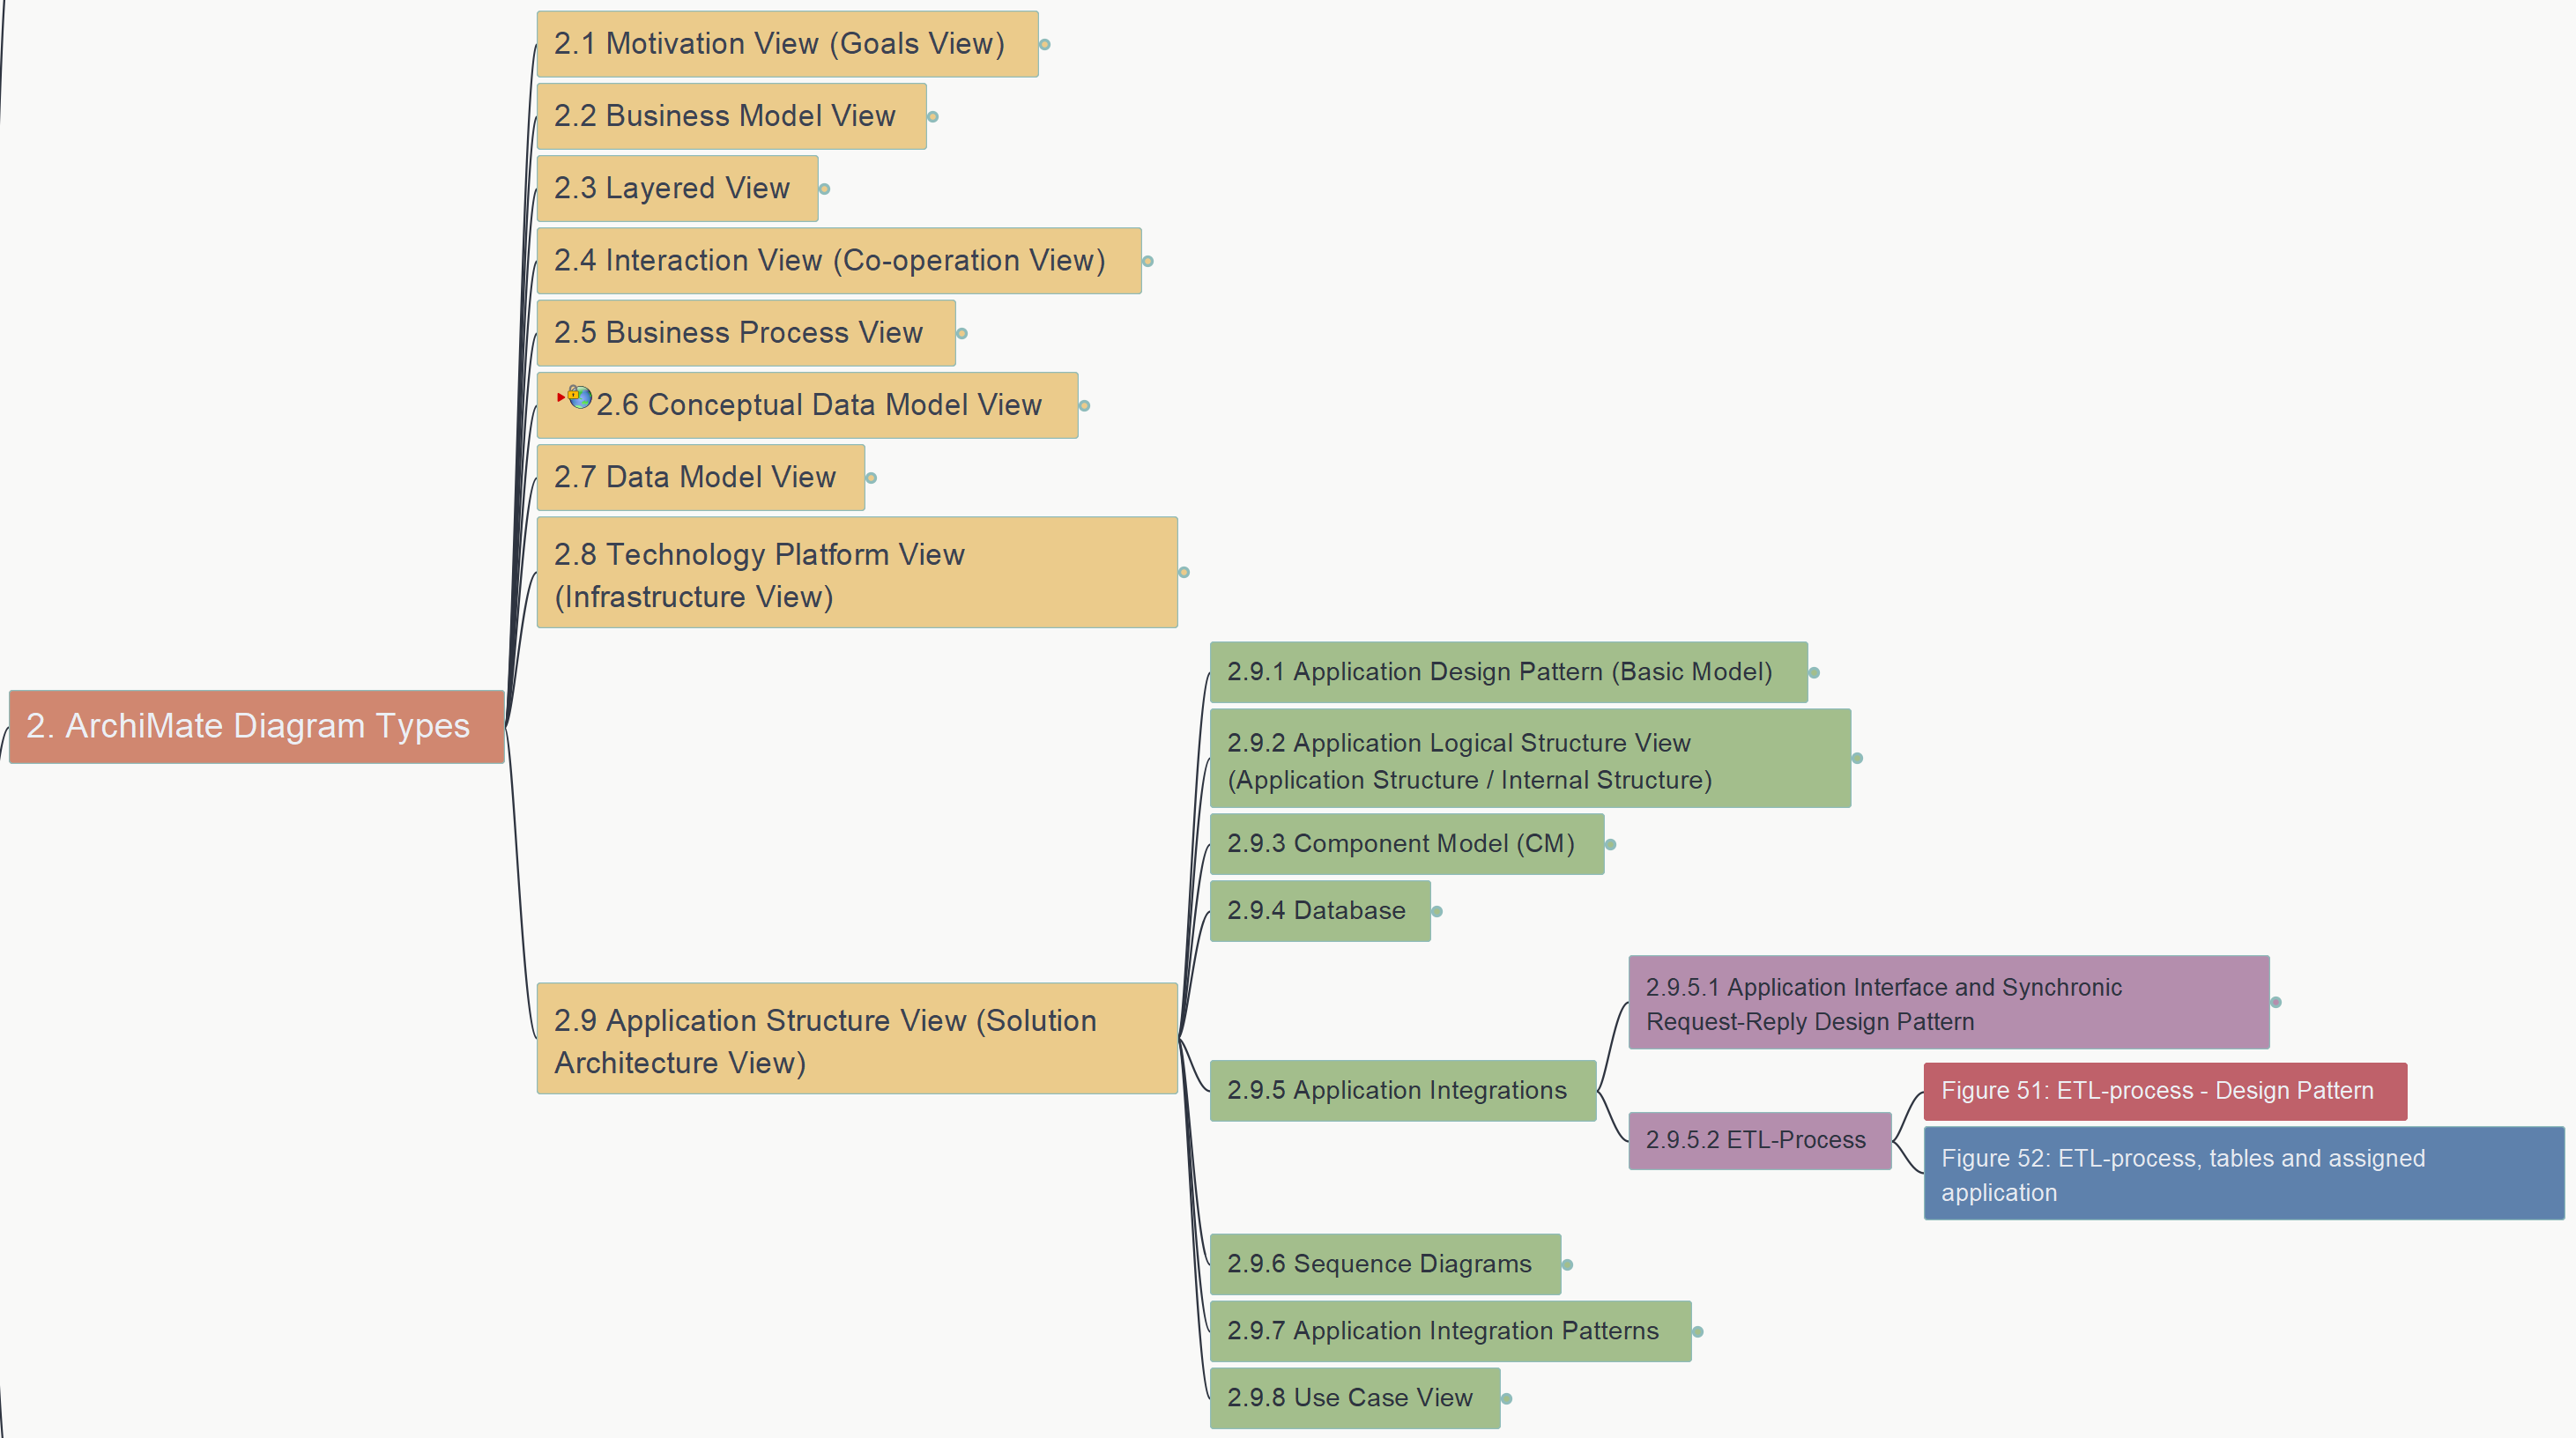 2. ArchiMate Diagram Types
2.1 Motivation View (Goals View)
2.2 Business Model View
2.3 Layered View
2.4 Interaction View (Co-operation View)
2.5 Business Process View
2.6 Conceptual Data Model View
2.7 Data Model View
2.8 Technology Platform View
(Infrastructure View)
2.9 Application Structure View (Solution
Architecture View)
2.9.1 Application Design Pattern (Basic Model)
2.9.2 Application Logical Structure View
(Application Structure / Internal Structure)
2.9.3 Component Model (CM)
2.9.4 Database
2.9.5 Application Integrations
2.9.5.1 Application Interface and Synchronic
Request-Reply Design Pattern
2.9.5.2 ETL-Process
Figure 51: ETL-process - Design Pattern
Figure 52: ETL-process, tables and assigned
application
2.9.6 Sequence Diagrams
2.9.7 Application Integration Patterns
2.9.8 Use Case View